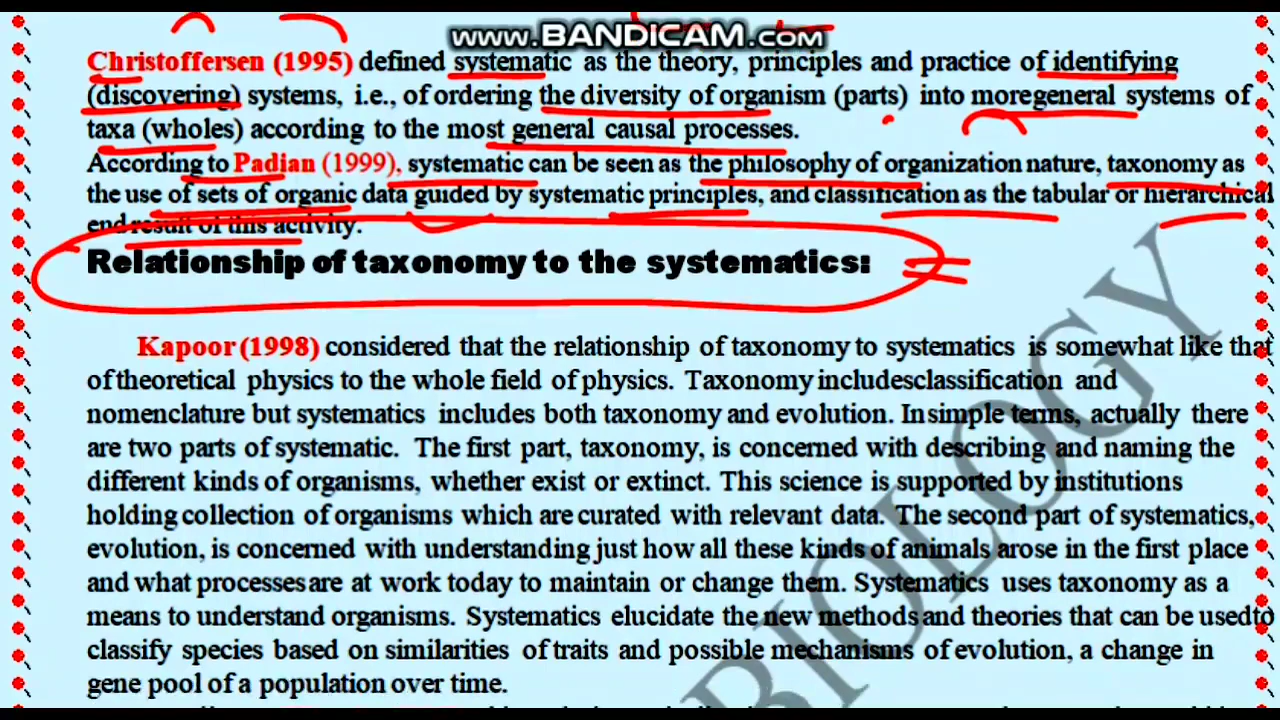 www.BANDICAM.com
Christoffersen (1995) defined systematic as the theory, principles and practice of identifying
(discovering) systems, i.e., of ordering the diversity of organism (parts) into moregeneral systems of
taxa (wholes) according to the most general causal processes.
According to Padian (1999), systematic can be seen as the philosophy of organization nature, taxonomy as
the use of sets of organic data guided by systematic principles, and classification as the tabular or hierarchical
end result of this activity.
Relationship of taxonomy to the systematics:
Kapoor (1998) considered that the relationship of taxonomy to systematics is somewhat like that
of theoretical physics to the whole field of physics. Taxonomy includesclassification and
nomenclature but systematics includes both taxonomy and evolution. In simple terms, actually there
are two parts of systematic. The first part, taxonomy, is concerned with describing and naming the
different kinds of organisms, whether exist or extinct. This science is supported by institutions
holding collection of organisms which are curated with relevant data. The second part of systematics,
evolution, is concerned with understanding just how all these kinds of animals arose in the first place
and what processes are at work today to maintain or change them. Systematics uses taxonomy as a
means to understand organisms. Systematics elucidate the new methods and theories that can be used to
classify species based on similarities of traits and possible mechanisms of evolution, a change in
gene pool of a population over time.
BIOLOGY